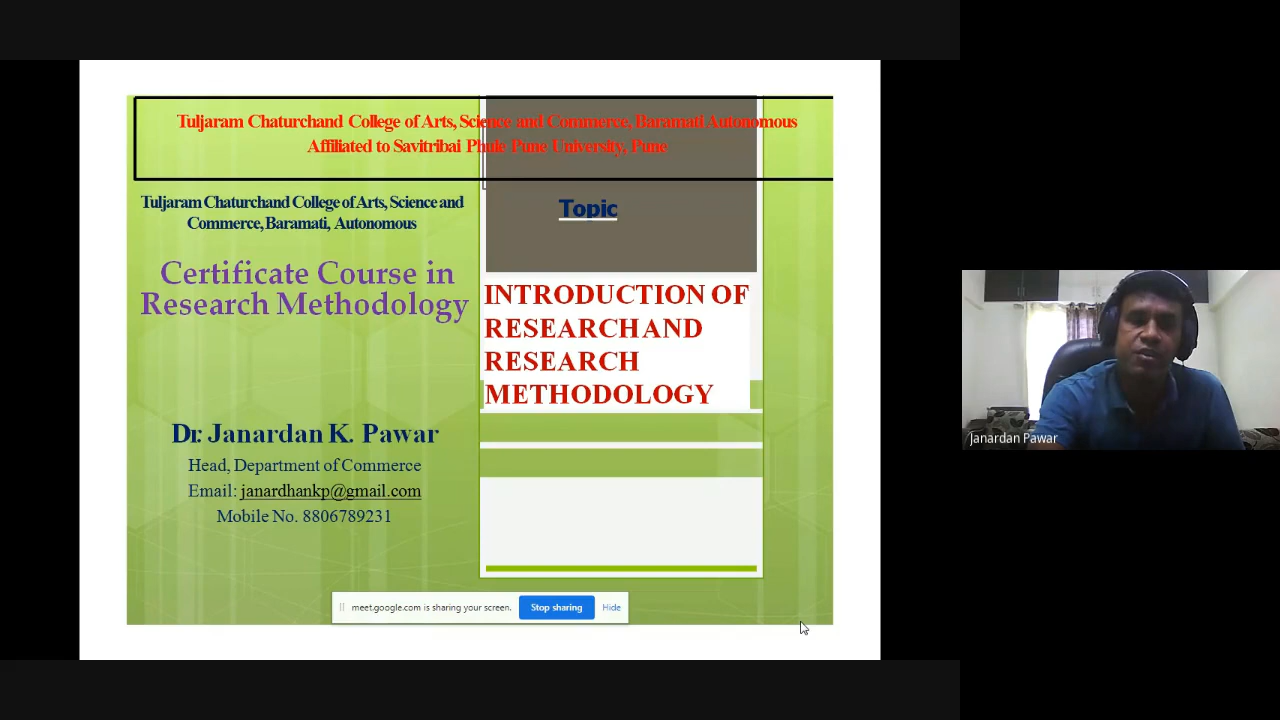 Tuljaram Chaturchand College of Arts, Science and Commerce, Baramati Autonomous
Affiliated to Savitribai Phule Pune University, Pune
Tuljaram Chaturchand College of Arts, Science and
Commerce, Baramati, Autonomous
Certificate Course in
Research Methodology
Dr. Janardan K. Pawar
Head, Department of Commerce
Email: janardhankp@gmail.com
Mobile No. 8806789231
Topic
INTRODUCTION OF
RESEARCH AND
RESEARCH
METHODOLOGY
meet.google.com is sharing your screen.
Stop sharing
Hide
Janardan Pawar